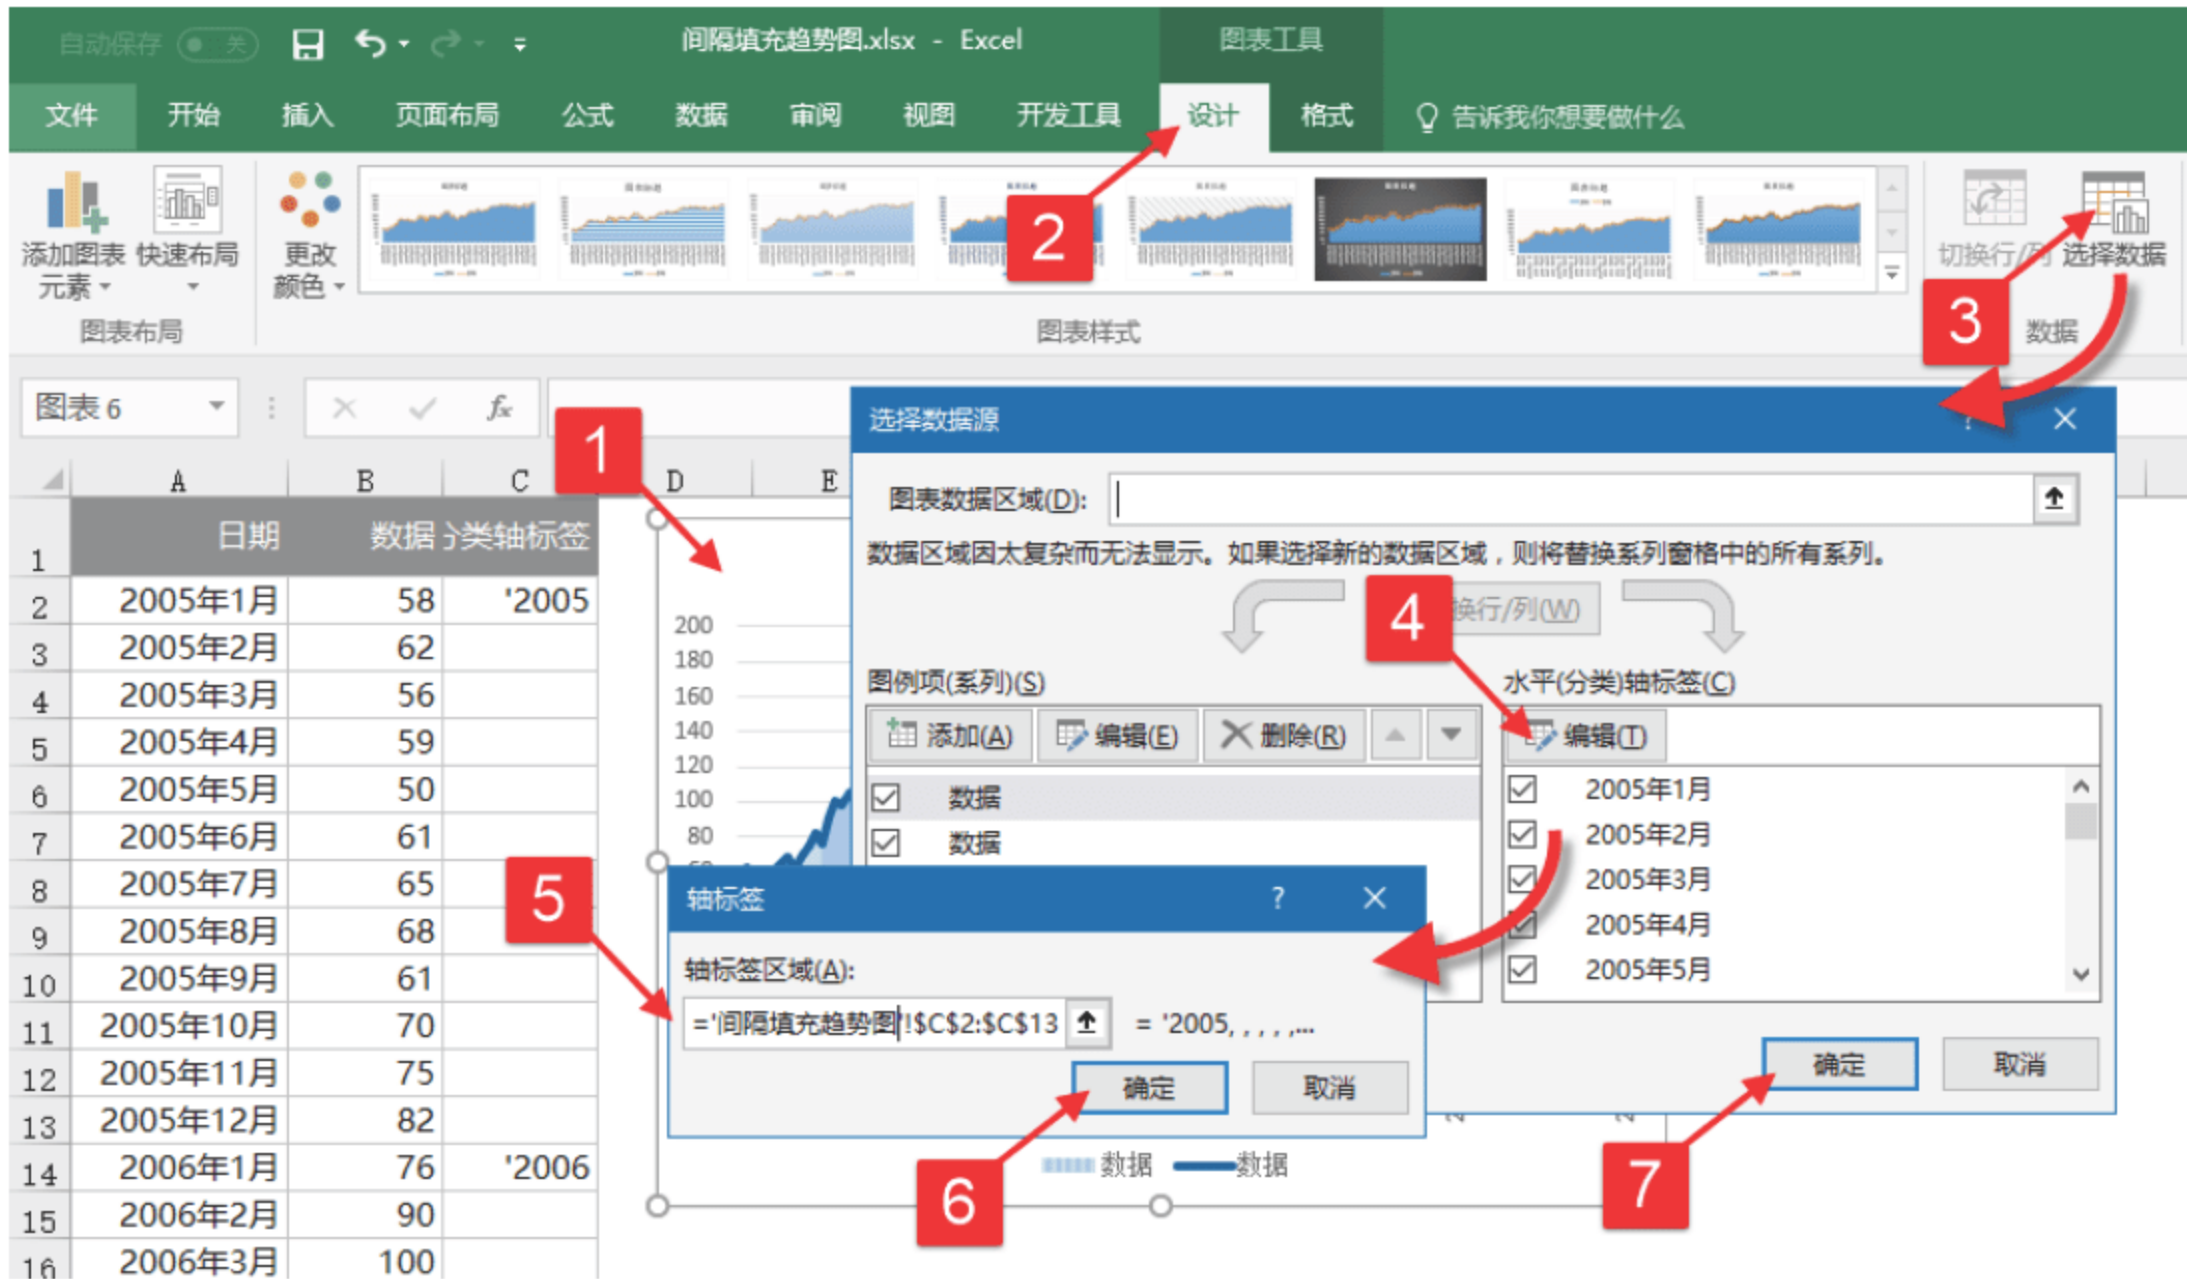 自动保存 关
间隔填充趋势图.xlsx - Excel
图表工具
文件 开始 插入 页面布局 公式 数据 审阅 视图 开发工具 设计 格式 告诉我你想要做什么
2
添加图表元素
快速布局
更改颜色
切换行/列
选择数据
图表布局
图表样式
3
数据
图表 6
fx
1
A B C D E
1 日期 数据 分类轴标签
2 2005年1月 58 '2005
3 2005年2月 62
4 2005年3月 56
5 2005年4月 59
6 2005年5月 50
7 2005年6月 61
8 2005年7月 65
9 2005年8月 68
10 2005年9月 61
11 2005年10月 70
12 2005年11月 75
13 2005年12月 82
14 2006年1月 76 '2006
15 2006年2月 90
16 2006年3月 100
200
180
160
140
120
100
80
选择数据源 ?
图表数据区域(D):
数据区域因太复杂而无法显示。如果选择新的数据区域，则将替换系列窗格中的所有系列。
4
换行/列(W)
图例项(系列)(S)
添加(A) 编辑(E) 删除(R)
数据
数据
水平(分类)轴标签(C)
编辑(T)
2005年1月
2005年2月
2005年3月
2005年4月
2005年5月
确定 取消
5
轴标签 ?
轴标签区域(A):
='间隔填充趋势图'!$C$2:$C$13 = '2005, , , , ,...
确定 取消
6
7
数据 数据